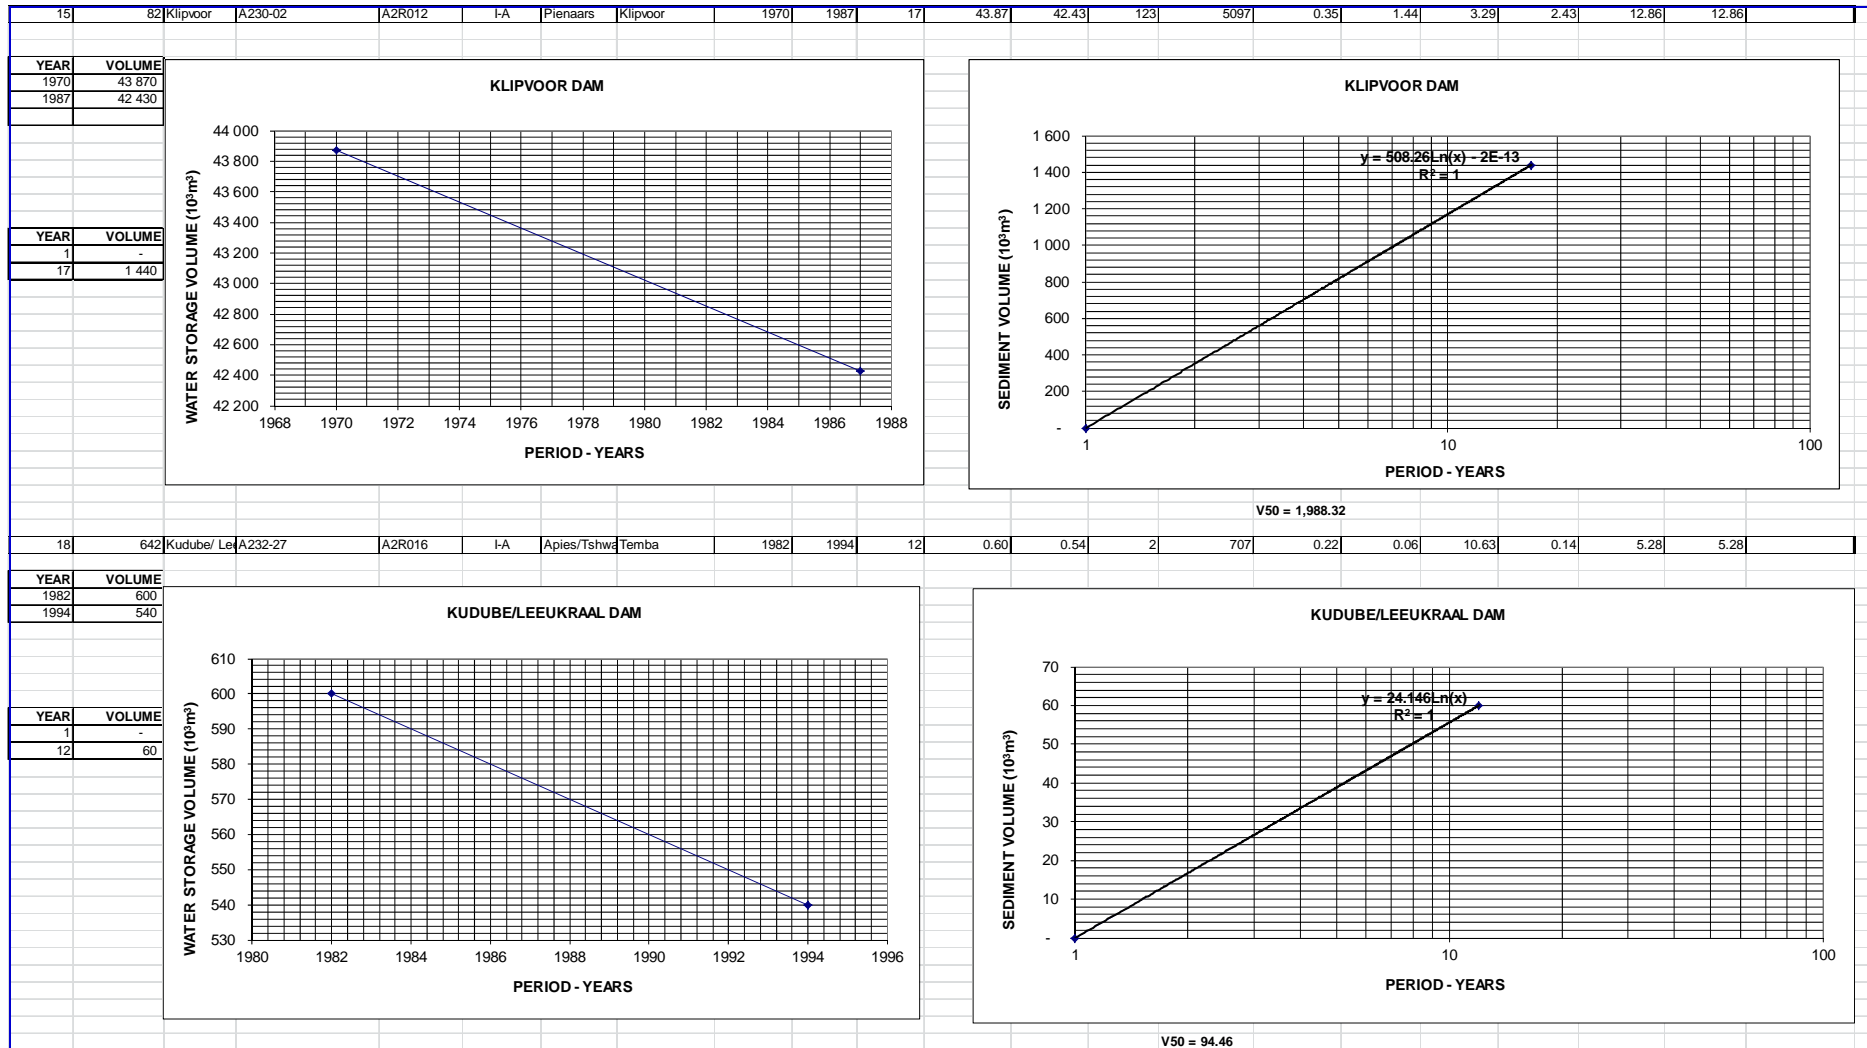 15 82 Klipvoor A230-02 A2R012 I-A Pienaars Klipvoor 1970 1987 17 43.87 42.43 123 5097 0.35 1.44 3.29 2.43 12.86 12.86
YEAR VOLUME
1970 43 870
1987 42 430
YEAR VOLUME
1 -
17 1 440
KLIPVOOR DAM
WATER STORAGE VOLUME (10³m³)
44 000
43 800
43 600
43 400
43 200
43 000
42 800
42 600
42 400
42 200
1968 1970 1972 1974 1976 1978 1980 1982 1984 1986 1988
PERIOD - YEARS
KLIPVOOR DAM
SEDIMENT VOLUME (10³m³)
1 600
1 400
1 200
1 000
800
600
400
200
-
y = 508.26Ln(x) - 2E-13
R² = 1
1 10 100
PERIOD - YEARS
V50 = 1,988.32
18 642 Kudube/ Lee A232-27 A2R016 I-A Apies/Tshwa Temba 1982 1994 12 0.60 0.54 2 707 0.22 0.06 10.63 0.14 5.28 5.28
YEAR VOLUME
1982 600
1994 540
YEAR VOLUME
1 -
12 60
KUDUBE/LEEUKRAAL DAM
WATER STORAGE VOLUME (10³m³)
610
600
590
580
570
560
550
540
530
1980 1982 1984 1986 1988 1990 1992 1994 1996
PERIOD - YEARS
KUDUBE/LEEUKRAAL DAM
SEDIMENT VOLUME (10³m³)
70
60
50
40
30
20
10
-
y = 24.146Ln(x)
R² = 1
1 10 100
PERIOD - YEARS
V50 = 94.46